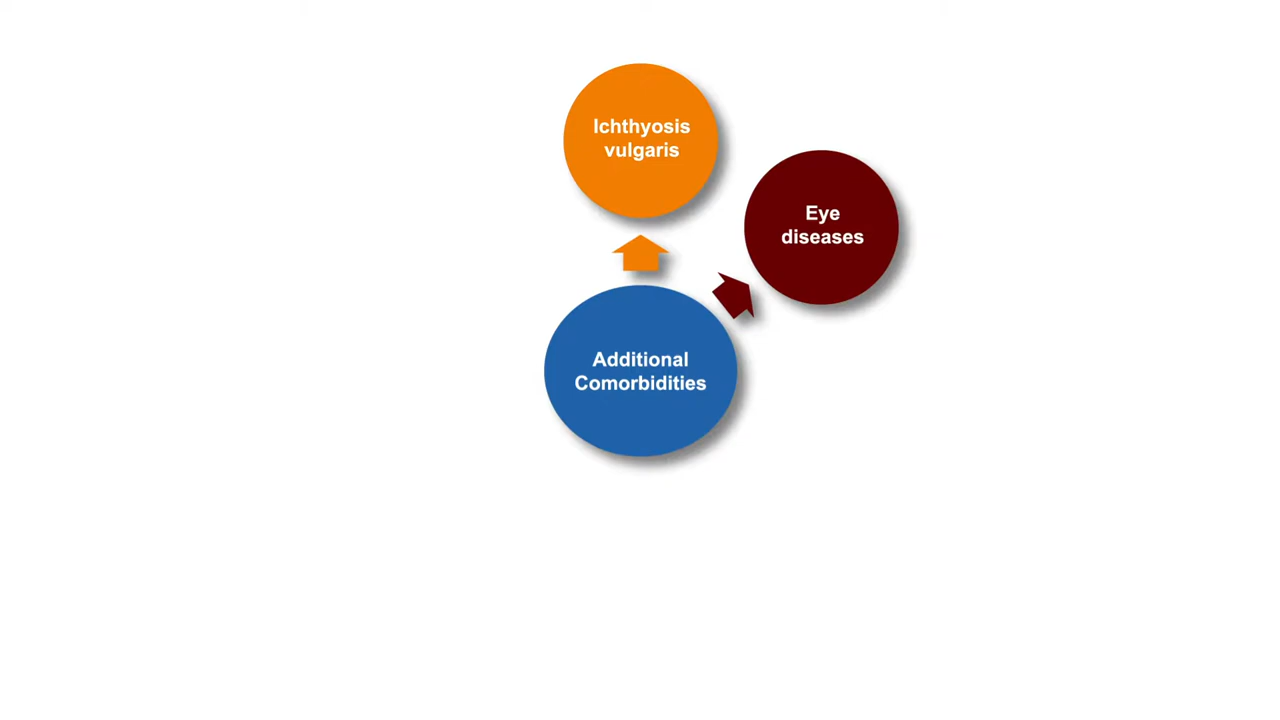 Ichthyosis
vulgaris
Eye
diseases
Additional
Comorbidities